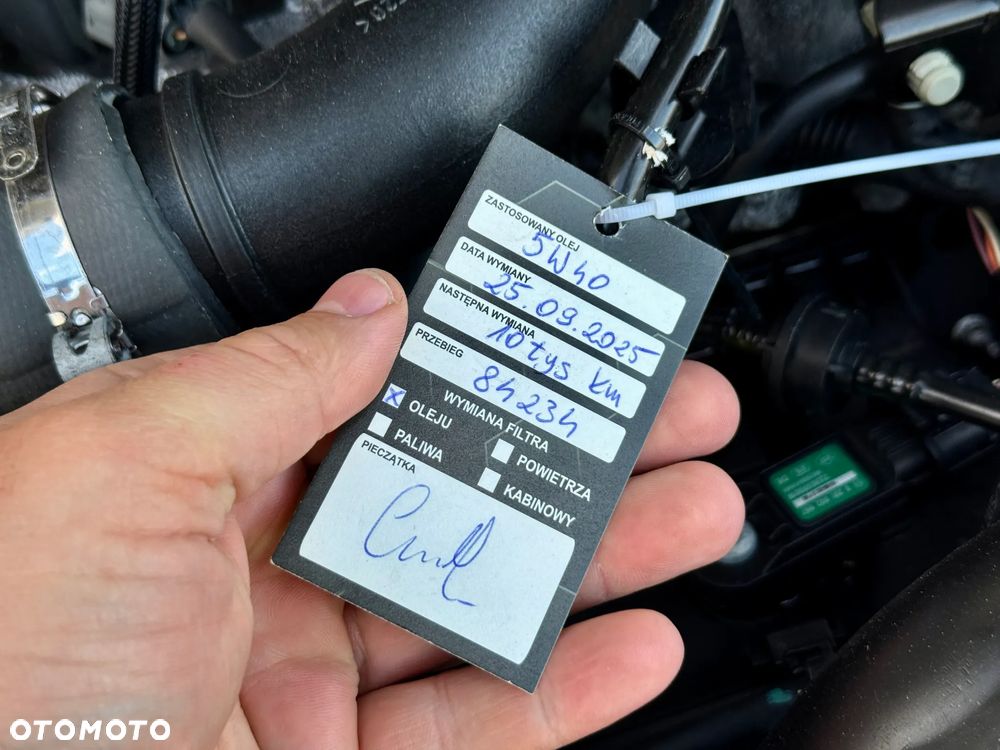 ZASTOSOWANY OLEJ
5W40
DATA WYMIANY
25 09.2025
NASTĘPNA WYMIANA
10 tys km
PRZEBIEG
84234
WYMIANA FILTRA
X OLEJU
POWIETRZA
PALIWA
KABINOWY
PIECZĄTKA
OTOMOTO